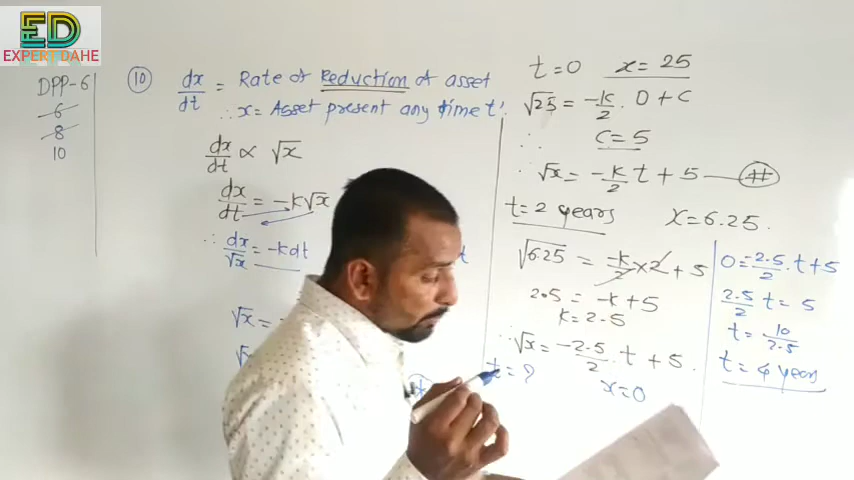 ED
EXPERT DAHE
DPP-6
6
8
10
10
dx/dt = Rate of Reduction of asset
∴ x = Asset present any time t'.
dx/dt ∝ √x
dx/dt = -k√x
∴ dx/√x = -kdt
√x =
t=0 x = 25
√25 = -k/2 . 0 + c
∴ c = 5
∴ √x = -k/2 t + 5 — #
t = 2 years x = 6.25.
√6.25 = -k/2 × 2 + 5
2.5 = -k + 5
k = 2.5
∴ √x = -2.5/2 . t + 5 .
t = ? x = 0
0 = -2.5/2 . t + 5
2.5/2 t = 5
t = 10/2.5
t = 4 years